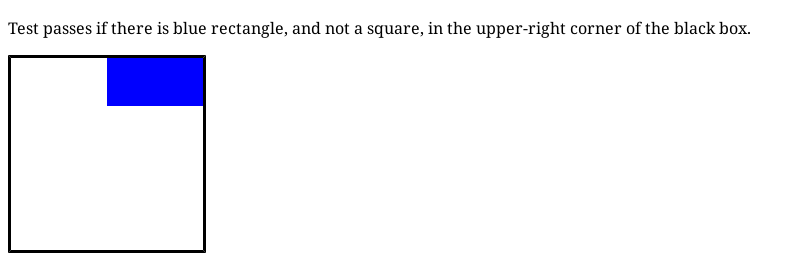 Test passes if there is blue rectangle, and not a square, in the upper-right corner of the black box.